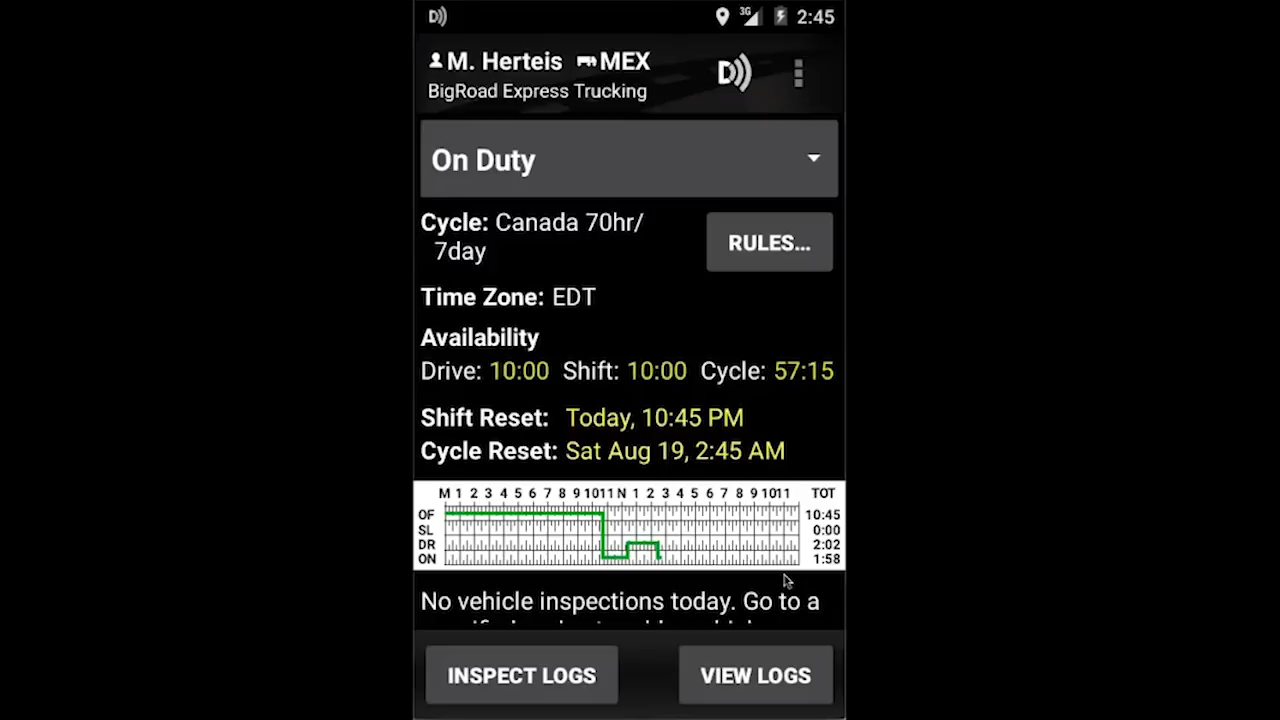 D 3G 2:45
M. Herteis MEX
BigRoad Express Trucking
D
On Duty
Cycle: Canada 70hr/
7day
RULES...
Time Zone: EDT
Availability
Drive: 10:00 Shift: 10:00 Cycle: 57:15
Shift Reset: Today, 10:45 PM
Cycle Reset: Sat Aug 19, 2:45 AM
M 1 2 3 4 5 6 7 8 9 10 11 N 1 2 3 4 5 6 7 8 9 10 11 TOT
OF 10:45
SL 0:00
DR 2:02
ON 1:58
No vehicle inspections today. Go to a
INSPECT LOGS VIEW LOGS